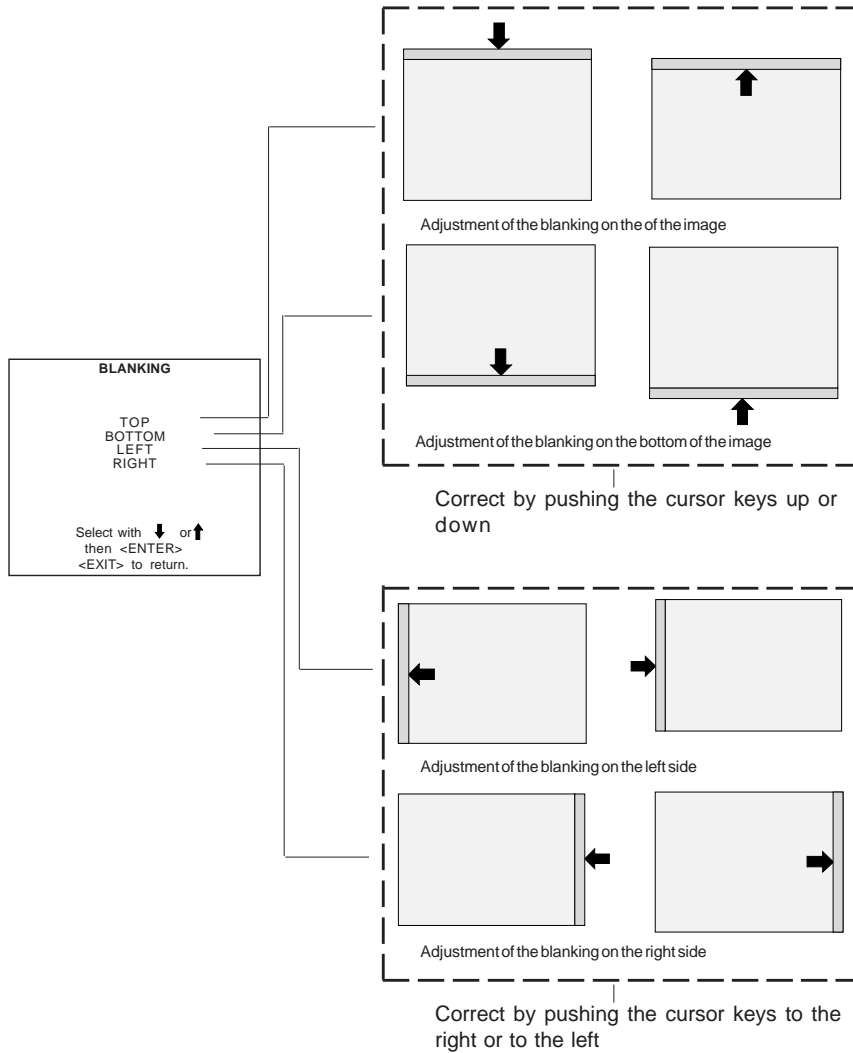 Adjustment of the blanking on the of the image
Adjustment of the blanking on the bottom of the image
Correct by pushing the cursor keys up or
down
BLANKING
TOP
BOTTOM
LEFT
RIGHT
Select with ⬇ or ⬆
then <ENTER>
<EXIT> to return.
Adjustment of the blanking on the left side
Adjustment of the blanking on the right side
Correct by pushing the cursor keys to the
right or to the left